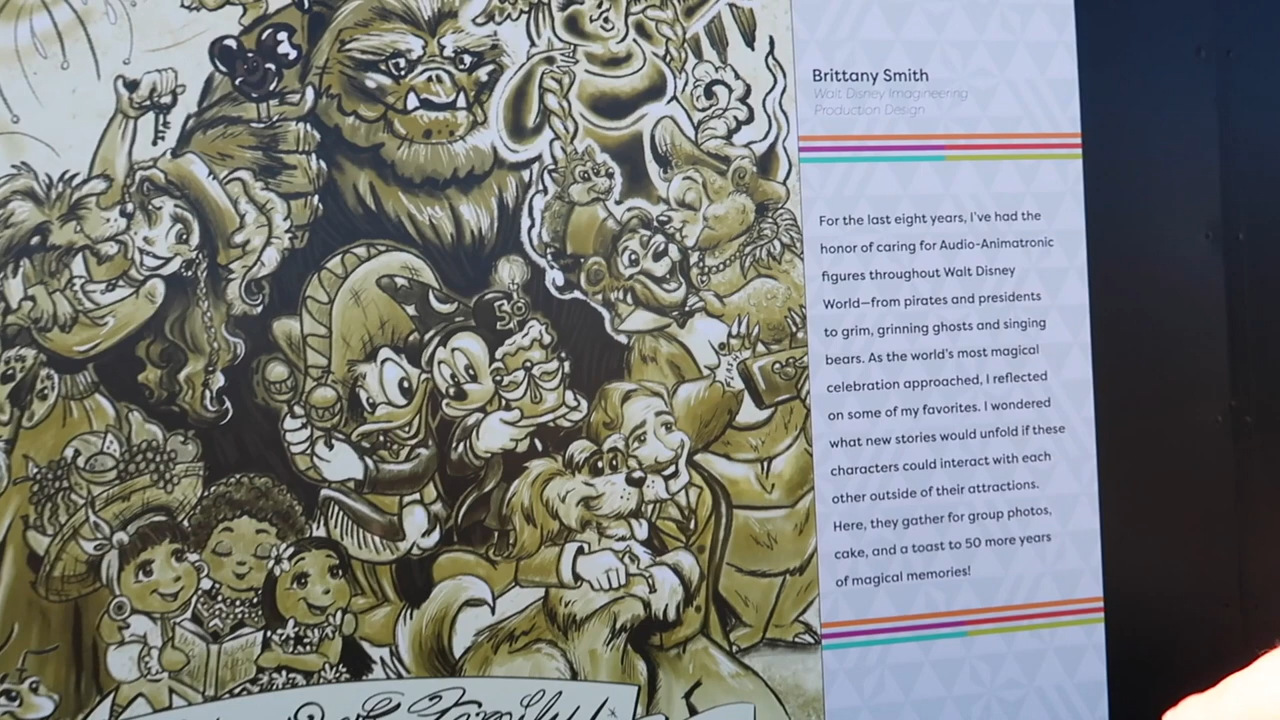 Brittany Smith
Walt Disney Imagineering
Production Design
For the last eight years, I've had the
honor of caring for Audio-Animatronic
figures throughout Walt Disney
World—from pirates and presidents
to grim, grinning ghosts and singing
bears. As the world's most magical
celebration approached, I reflected
on some of my favorites. I wondered
what new stories would unfold if these
characters could interact with each
other outside of their attractions.
Here, they gather for group photos,
cake, and a toast to 50 more years
of magical memories!
50
FLASH
Family